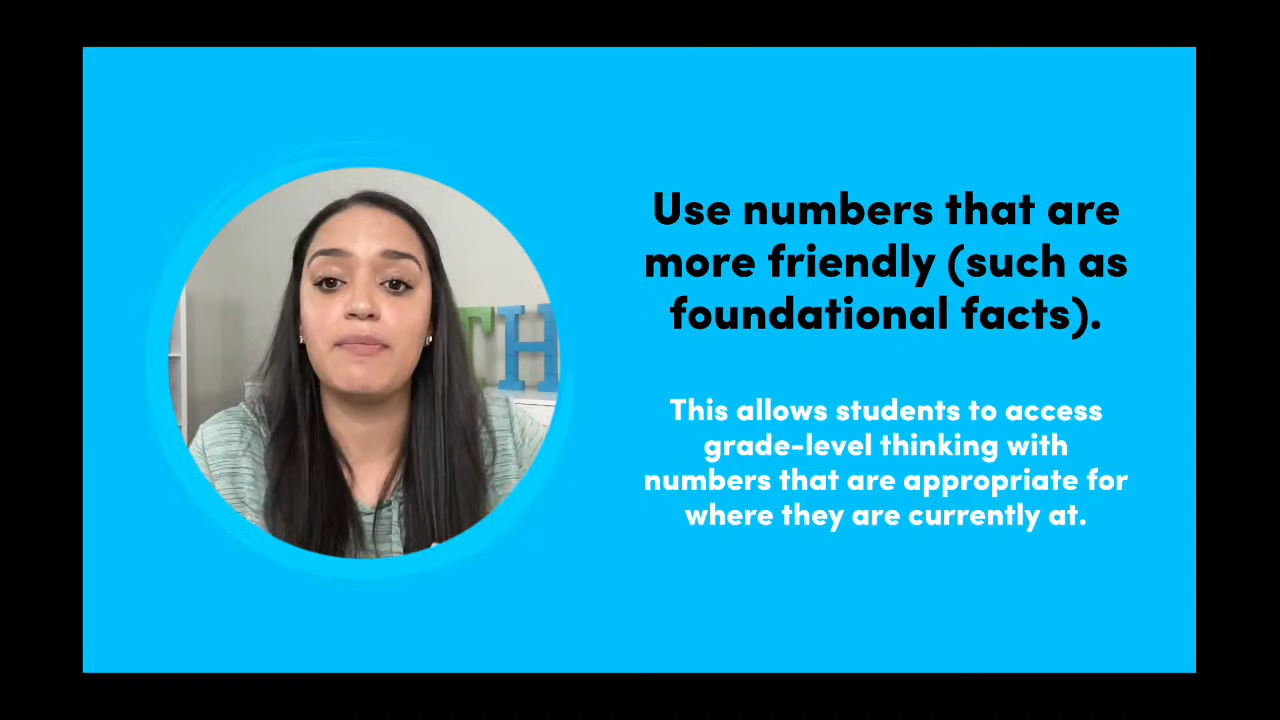 TH
Use numbers that are
more friendly (such as
foundational facts).
This allows students to access
grade-level thinking with
numbers that are appropriate for
where they are currently at.